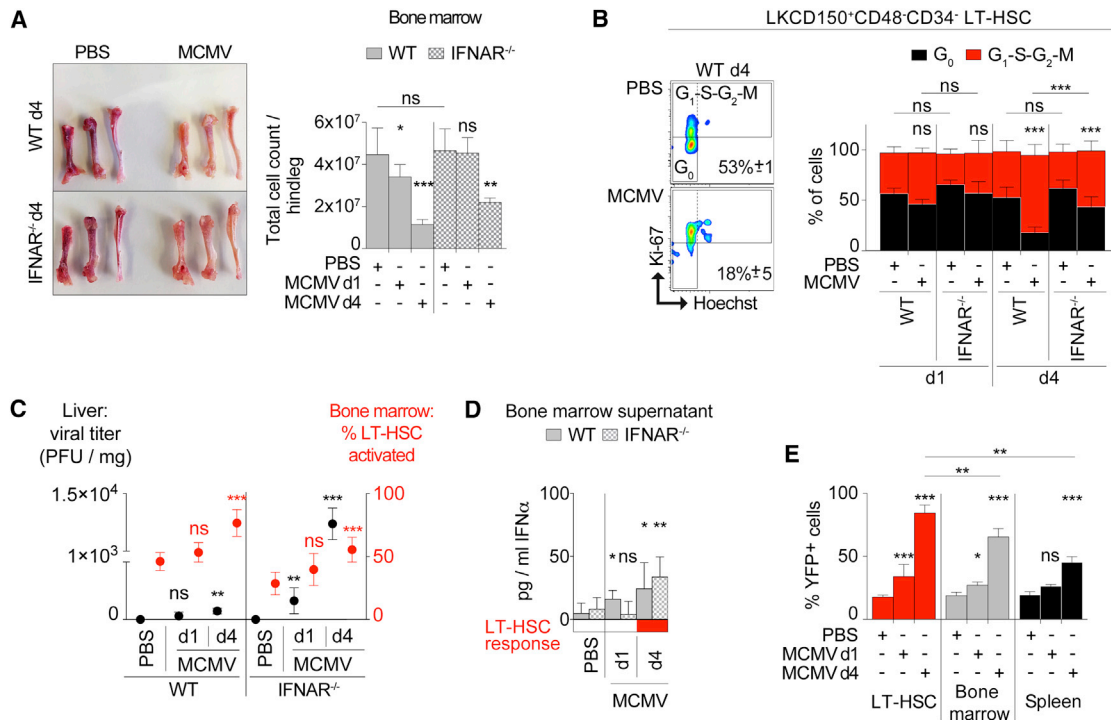 A
PBS MCMV
WT d4
IFNAR-/- d4
Bone marrow
WT IFNAR-/-
ns
* *** ns **
Total cell count / hindleg
6x10⁷
4x10⁷
2x10⁷
0
PBS + - - + - -
MCMV d1 - + - - + -
MCMV d4 - - + - - +
B
LKCD150⁺CD48⁻CD34⁻ LT-HSC
G₀ G₁-S-G₂-M
WT d4
PBS
G₁-S-G₂-M
G₀ 53%±1
MCMV
18%±5
Ki-67
Hoechst
ns ***
ns ns
ns ns *** ***
% of cells
100
50
0
PBS + - + - + - + -
MCMV - + - + - + - +
WT IFNAR-/- WT IFNAR-/-
d1 d4
C
Liver:
viral titer
(PFU / mg)
Bone marrow:
% LT-HSC
activated
1.5×10⁴
1×10³
0
100
50
0
ns *** ns ***
ns ** ** ***
PBS d1 d4 PBS d1 d4
MCMV MCMV
WT IFNAR-/-
D
Bone marrow supernatant
WT IFNAR-/-
pg / ml IFNα
100
50
0
* ns * **
LT-HSC
response
PBS d1 d4
MCMV
E
**
**
*** *** * *** ns ***
% YFP+ cells
100
50
0
PBS + - - + - - + - -
MCMV d1 - + - - + - - + -
MCMV d4 - - + - - + - - +
LT-HSC Bone marrow Spleen